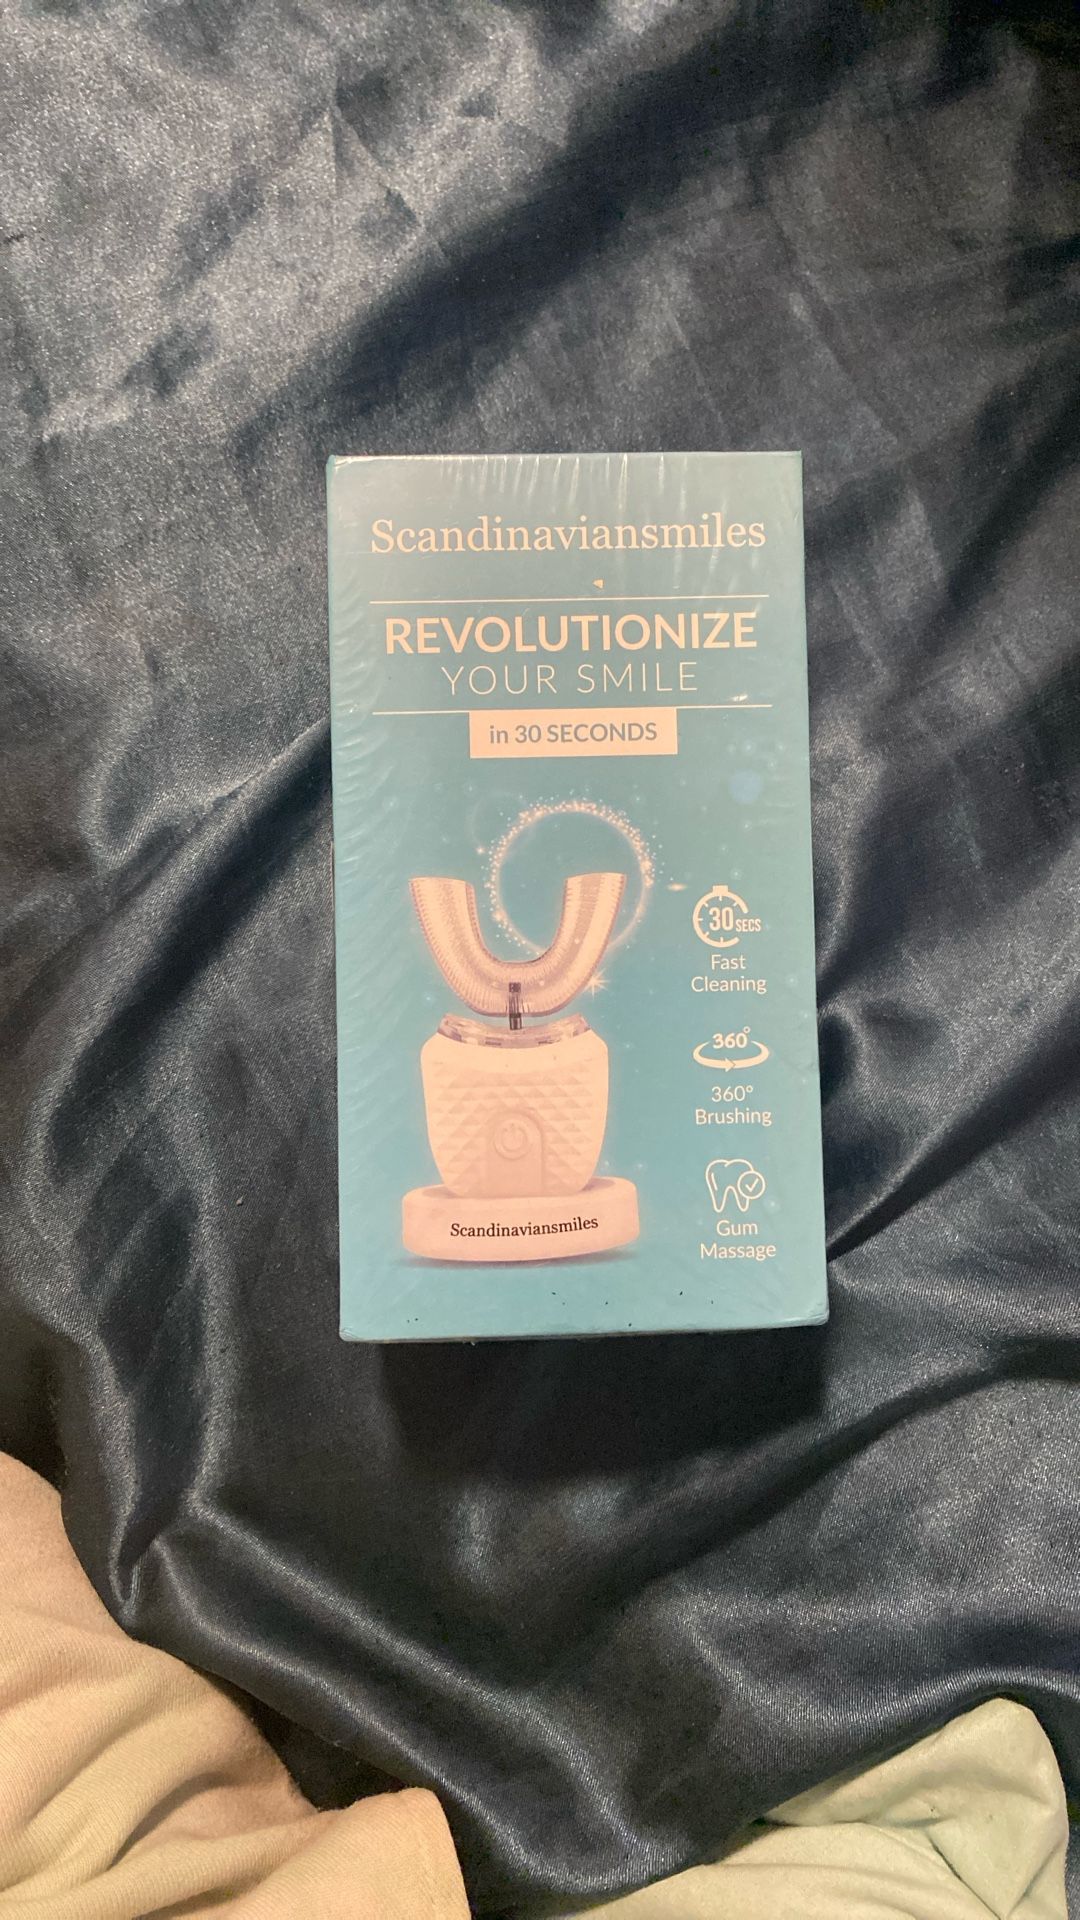 Scandinaviansmiles
REVOLUTIONIZE
YOUR SMILE
in 30 SECONDS
30 SECS
Fast
Cleaning
360°
360°
Brushing
Gum
Massage
Scandinaviansmiles